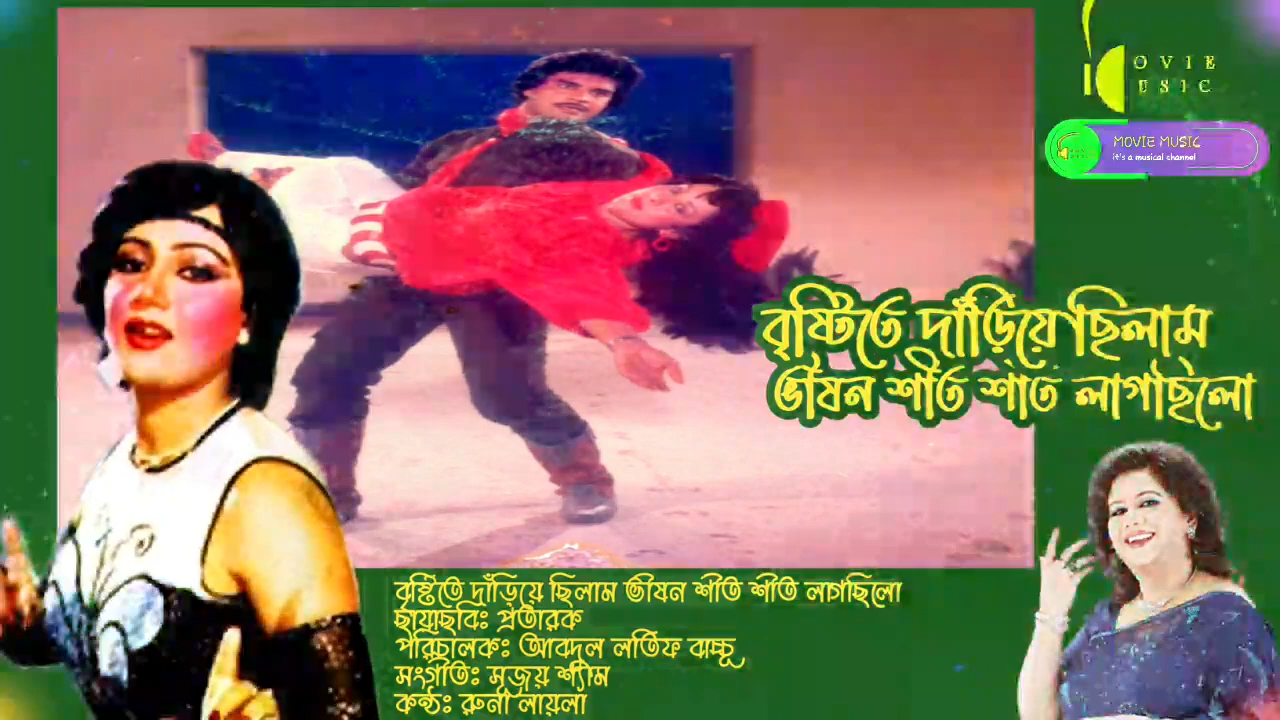 OVIE
USIC
MOVIE MUSIC
it's a musical channel
বৃষ্টিতে দাঁড়িয়ে ছিলাম
ভীষন শীত শীত লাগছিলো
বৃষ্টিতে দাঁড়িয়ে ছিলাম ভীষন শীত শীত লাগছিলো
ছায়াছবিঃ প্রতারক
পরিচালকঃ আবদুল লতিফ বাচ্চূ
সংগীতঃ সুজয় শ্যাম
কন্ঠঃ রুনা লায়লা